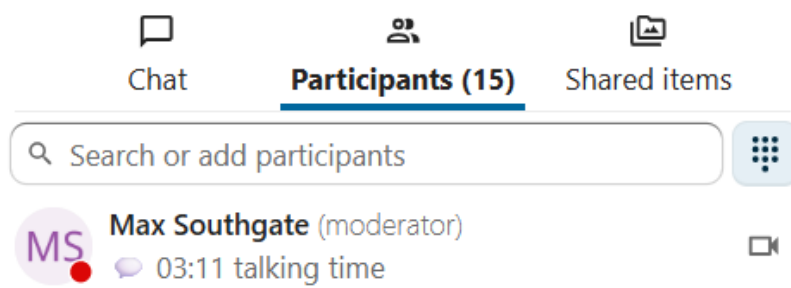 Chat Participants (15) Shared items
Search or add participants
MS Max Southgate (moderator)
03:11 talking time